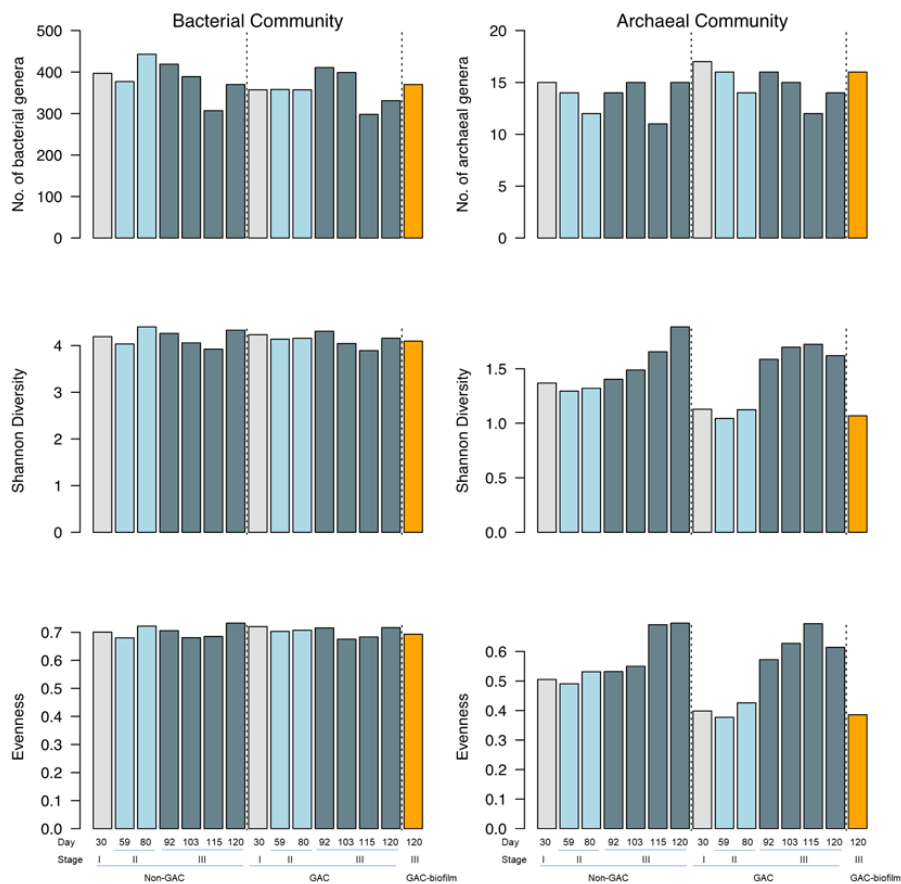 Bacterial Community
Archaeal Community
No. of bacterial genera
500
400
300
200
100
0
No. of archaeal genera
20
15
10
5
0
Shannon Diversity
4
3
2
1
0
Shannon Diversity
1.5
1.0
0.5
0.0
Evenness
0.7
0.6
0.5
0.4
0.3
0.2
0.1
0.0
Evenness
0.6
0.5
0.4
0.3
0.2
0.1
0.0
Day 30 59 80 92 103 115 120 30 59 80 92 103 115 120 120
Stage I II III I II III III
Non-GAC GAC GAC-biofilm
Day 30 59 80 92 103 115 120 30 59 80 92 103 115 120 120
Stage I II III I II III III
Non-GAC GAC GAC-biofilm